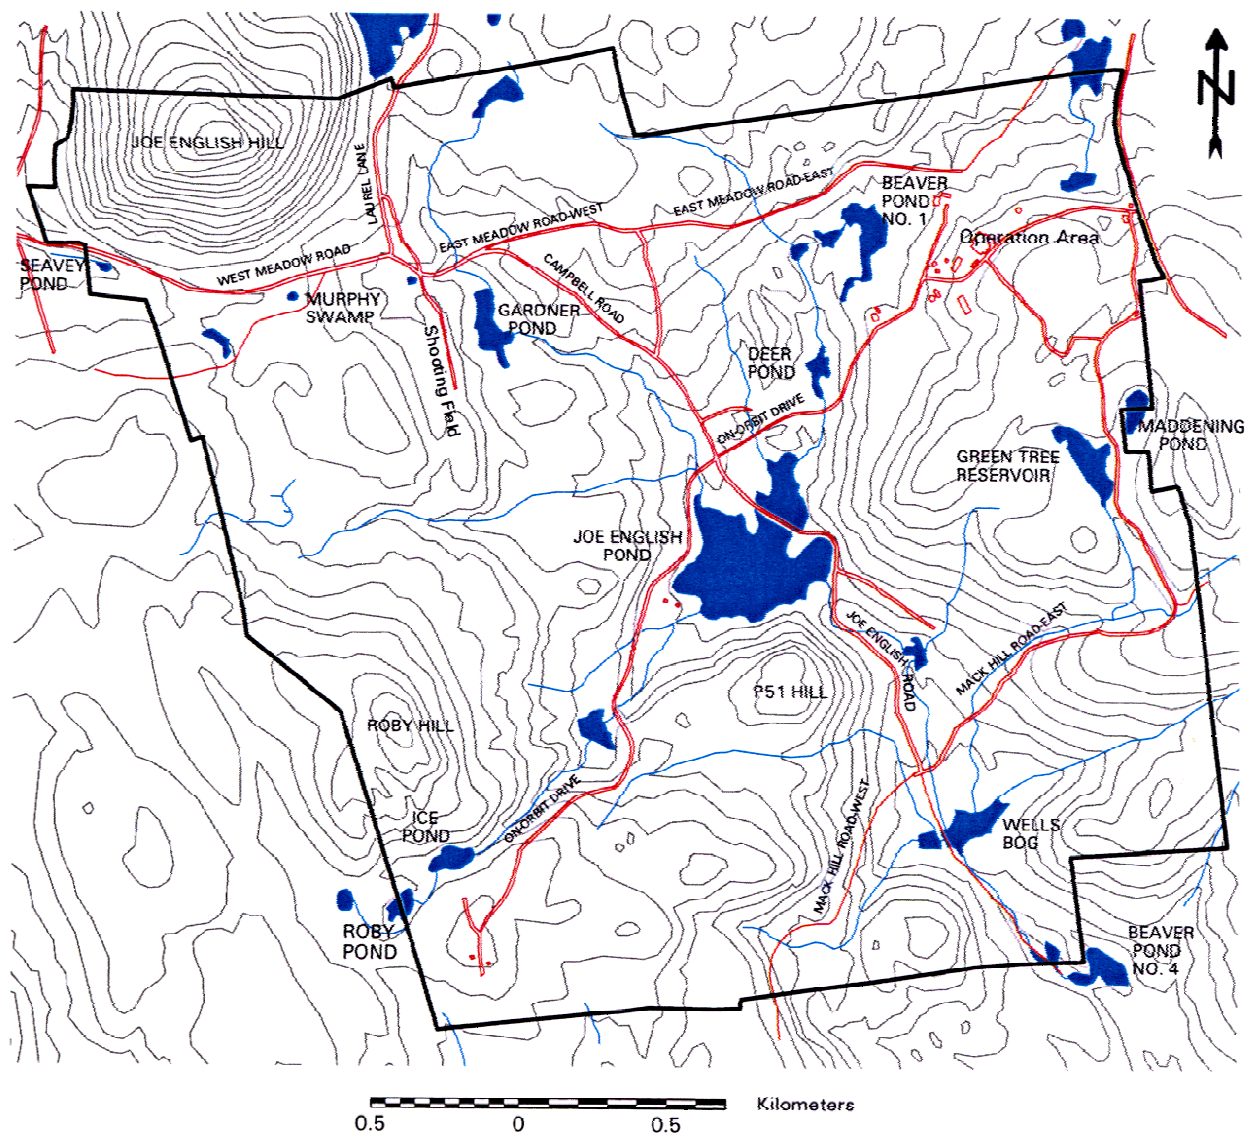 N
JOE ENGLISH HILL
LAUREL LANE
EAST MEADOW ROAD-EAST
BEAVER
POND
NO. 1
EAST MEADOW ROAD-WEST
Operation Area
SEAVEY
POND
WEST MEADOW ROAD
CAMPBELL ROAD
MURPHY
SWAMP
GARDNER
POND
Shooting Field
DEER
POND
ON-ORBIT DRIVE
MADDENING
POND
GREEN TREE
RESERVOIR
JOE ENGLISH
POND
JOE ENGLISH ROAD
MACK HILL ROAD-EAST
P51 HILL
ROBY HILL
ICE
POND
ON-ORBIT DRIVE
MACK HILL ROAD-WEST
WELLS
BOG
ROBY
POND
BEAVER
POND
NO. 4
Kilometers
0.5 0 0.5